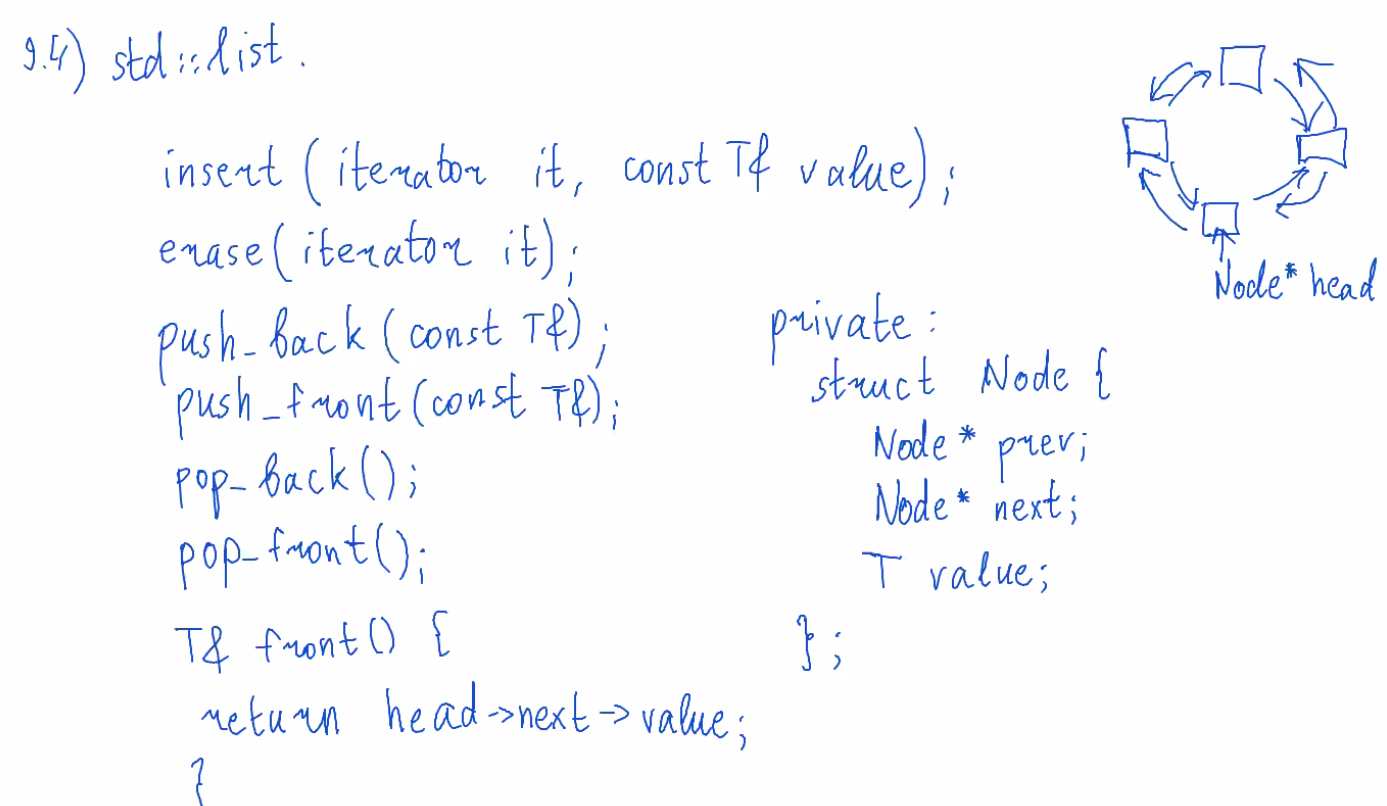 9.4) std::list.
insert (iterator it, const T& value);
erase(iterator it);
push_back (const T&);
push_front(const T&);
pop_back();
pop_front();
T& front() {
return head->next->value;
}
Node* head
private:
struct Node {
Node* prev;
Node* next;
T value;
};